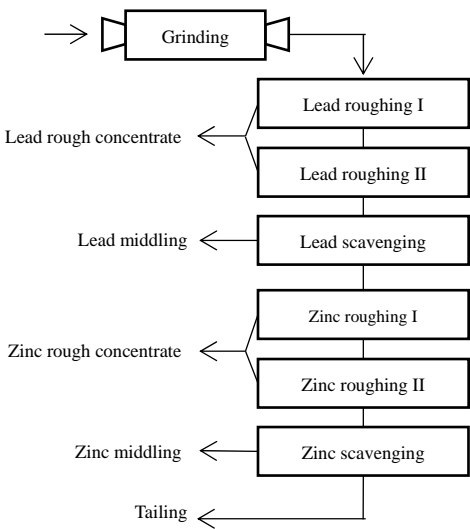 Grinding
Lead roughing I
Lead rough concentrate
Lead roughing II
Lead middling
Lead scavenging
Zinc roughing I
Zinc rough concentrate
Zinc roughing II
Zinc middling
Zinc scavenging
Tailing